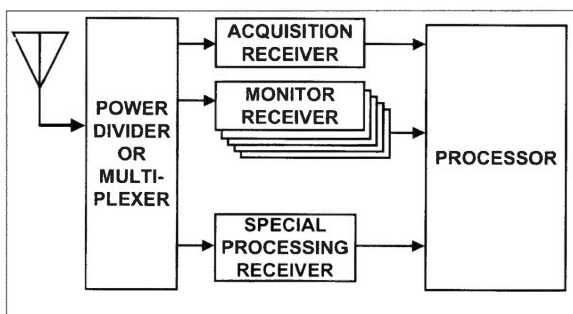 POWER
DIVIDER
OR
MULTI-
PLEXER
ACQUISITION
RECEIVER
MONITOR
RECEIVER
SPECIAL
PROCESSING
RECEIVER
PROCESSOR